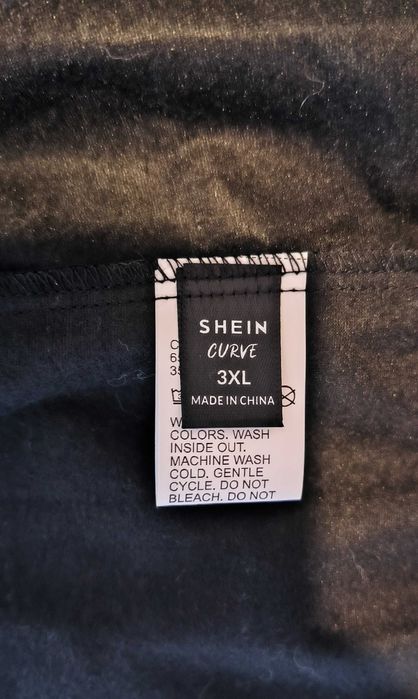 SHEIN
CURVE
3XL
MADE IN CHINA
COLORS. WASH
INSIDE OUT.
MACHINE WASH
COLD. GENTLE
CYCLE. DO NOT
BLEACH. DO NOT